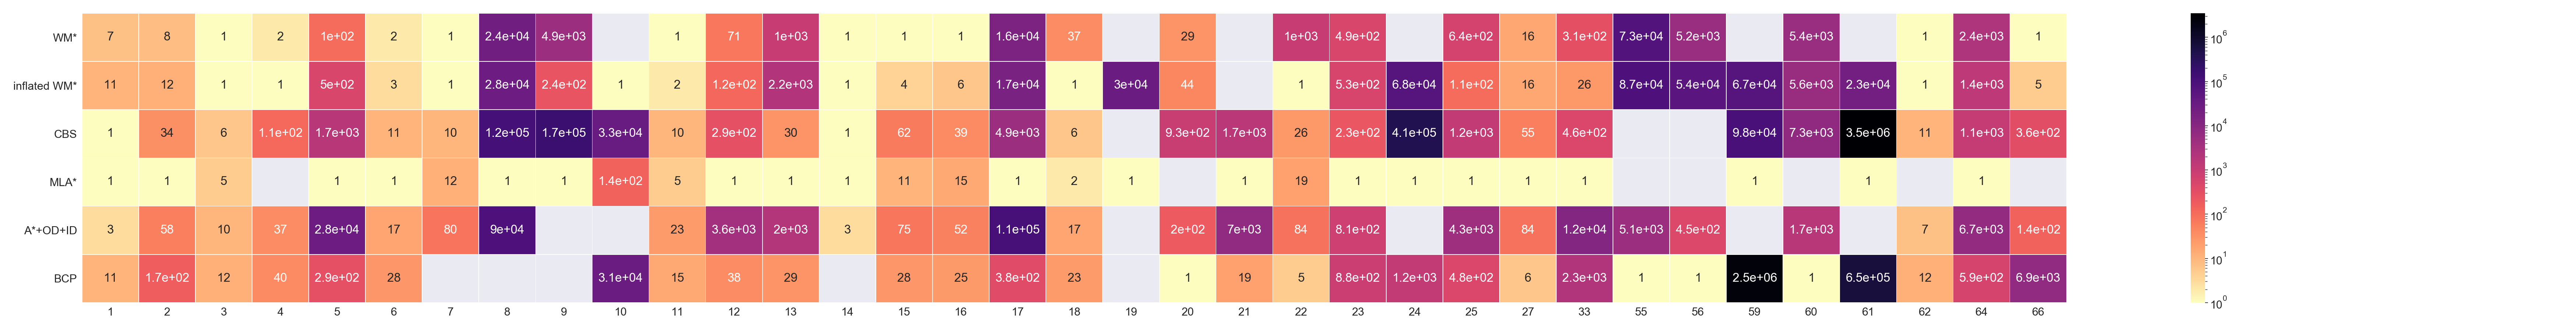 WM* 7 8 1 2 1e+02 2 1 2.4e+04 4.9e+03 1 71 1e+03 1 1 1 1.6e+04 37 29 1e+03 4.9e+02 6.4e+02 16 3.1e+02 7.3e+04 5.2e+03 5.4e+03 1 2.4e+03 1
inflated WM* 11 12 1 1 5e+02 3 1 2.8e+04 2.4e+02 1 2 1.2e+02 2.2e+03 1 4 6 1.7e+04 1 3e+04 44 1 5.3e+02 6.8e+04 1.1e+02 16 26 8.7e+04 5.4e+04 6.7e+04 5.6e+03 2.3e+04 1 1.4e+03 5
CBS 1 34 6 1.1e+02 1.7e+03 11 10 1.2e+05 1.7e+05 3.3e+04 10 2.9e+02 30 1 62 39 4.9e+03 6 9.3e+02 1.7e+03 26 2.3e+02 4.1e+05 1.2e+03 55 4.6e+02 9.8e+04 7.3e+03 3.5e+06 11 1.1e+03 3.6e+02
MLA* 1 1 5 1 1 12 1 1 1.4e+02 5 1 1 1 11 15 1 2 1 1 19 1 1 1 1 1 1 1 1
A*+OD+ID 3 58 10 37 2.8e+04 17 80 9e+04 23 3.6e+03 2e+03 3 75 52 1.1e+05 17 2e+02 7e+03 84 8.1e+02 4.3e+03 84 1.2e+04 5.1e+03 4.5e+02 1.7e+03 7 6.7e+03 1.4e+02
BCP 11 1.7e+02 12 40 2.9e+02 28 3.1e+04 15 38 29 28 25 3.8e+02 23 1 19 5 8.8e+02 1.2e+03 4.8e+02 6 2.3e+03 1 1 2.5e+06 1 6.5e+05 12 5.9e+02 6.9e+03
1 2 3 4 5 6 7 8 9 10 11 12 13 14 15 16 17 18 19 20 21 22 23 24 25 27 33 55 56 59 60 61 62 64 66
10^6
10^5
10^4
10^3
10^2
10^1
10^0